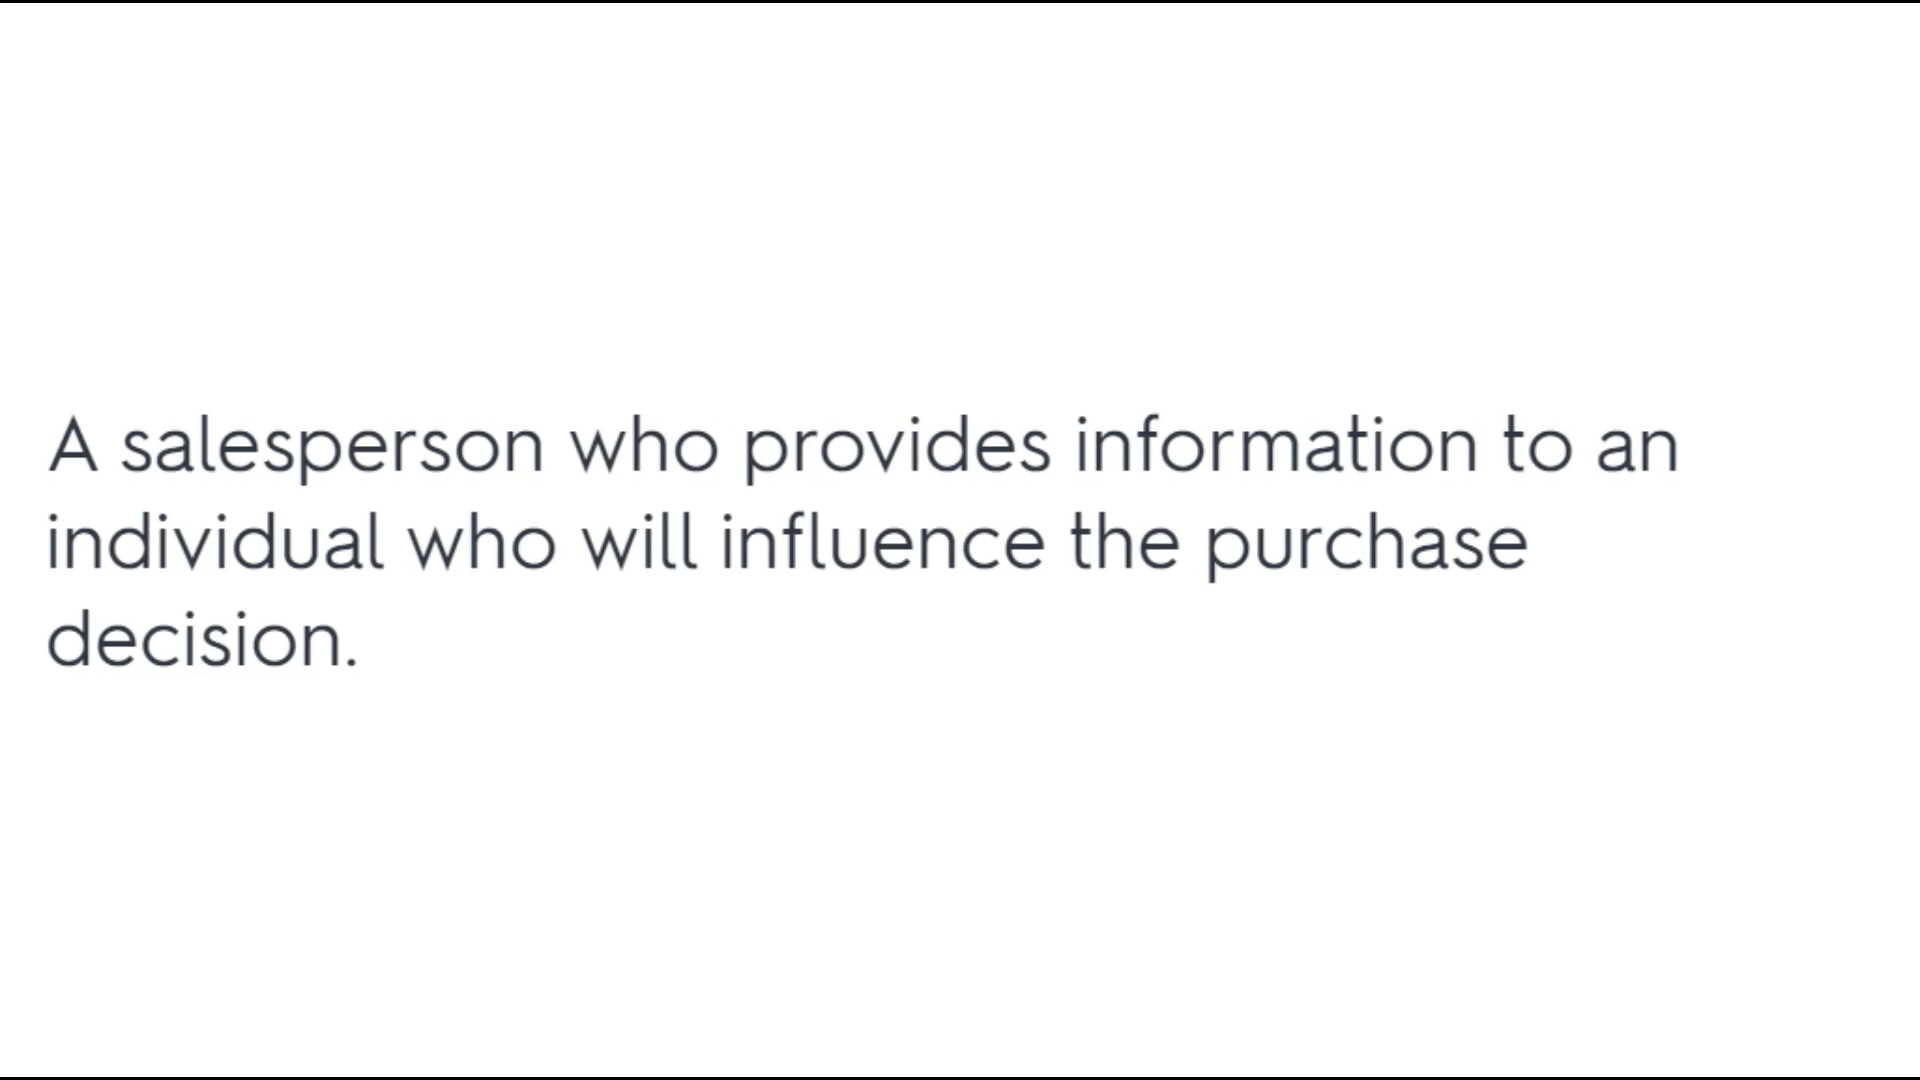 A salesperson who provides information to an
individual who will influence the purchase
decision.